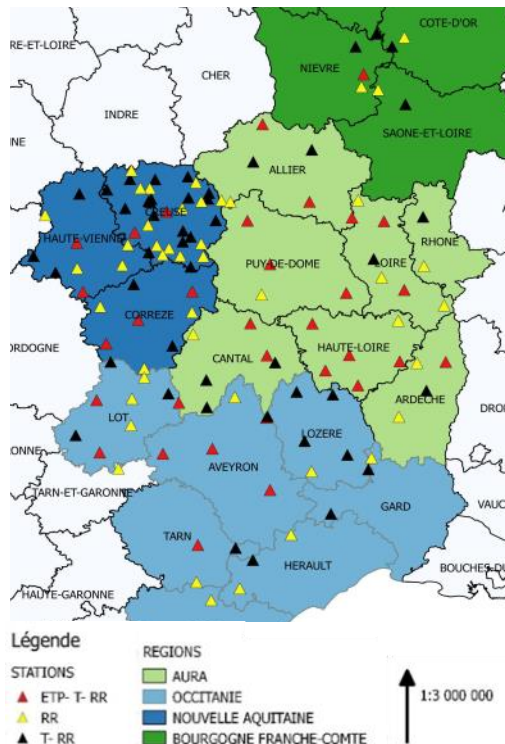 COTE-D'OR
RE-ET-LOIRE
NIEVRE
CHER
INDRE
SAONE-ET-LOIRE
ALLIER
CREUSE
HAUTE-VIENNE
RHONE
PUY-DE-DOME
LOIRE
CORREZE
ORDOGNE
CANTAL
HAUTE-LOIRE
ARDECHE
DRO
LOT
LOZERE
ONNE
AVEYRON
TARN-ET-GARONNE
GARD
VAUC
TARN
HERAULT
BOUCHES-DU
HAUTE-GARONNE
Légende
STATIONS
ETP- T- RR
RR
T- RR
REGIONS
AURA
OCCITANIE
NOUVELLE AQUITAINE
BOURGOGNE FRANCHE-COMTE
1:3 000 000